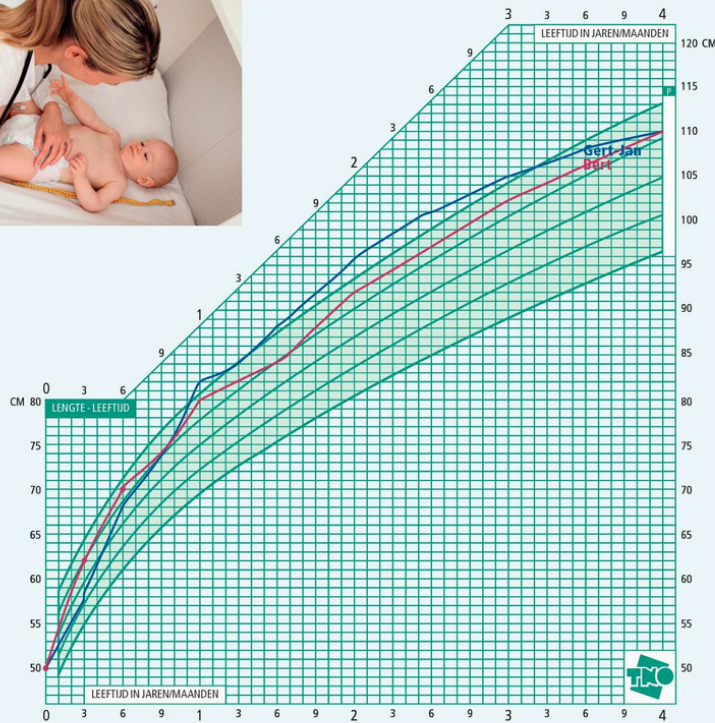 3 3 6 9 4
LEEFTIJD IN JAREN/MAANDEN
9
120 CM
6
115
P
3
110
2
Gert-Jan
Bert
105
9
100
6
95
3
90
1
9
85
0 3 6
CM 80
80
LENGTE - LEEFTIJD
75 75
70 70
65 65
60 60
55 55
50 50
TNO
LEEFTIJD IN JAREN/MAANDEN
0 3 6 9 1 3 6 9 2 3 6 9 3 3 6 9 4